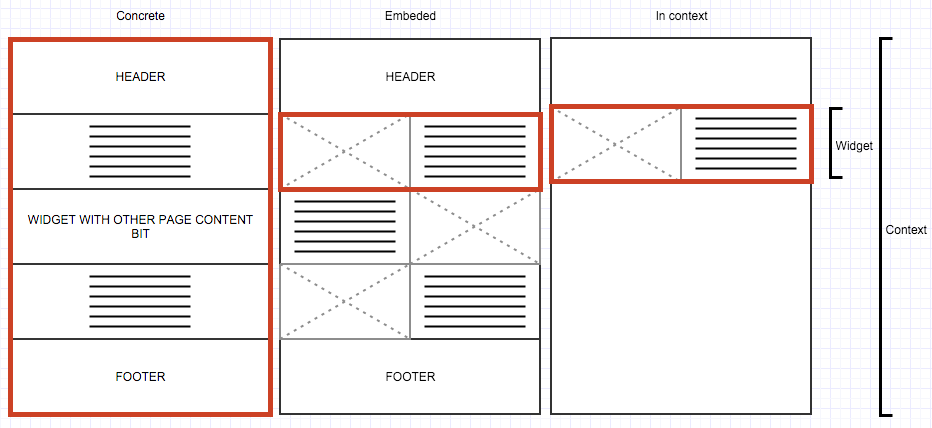 Concrete
Embeded
In context
HEADER
HEADER
Widget
WIDGET WITH OTHER PAGE CONTENT
BIT
Context
FOOTER
FOOTER